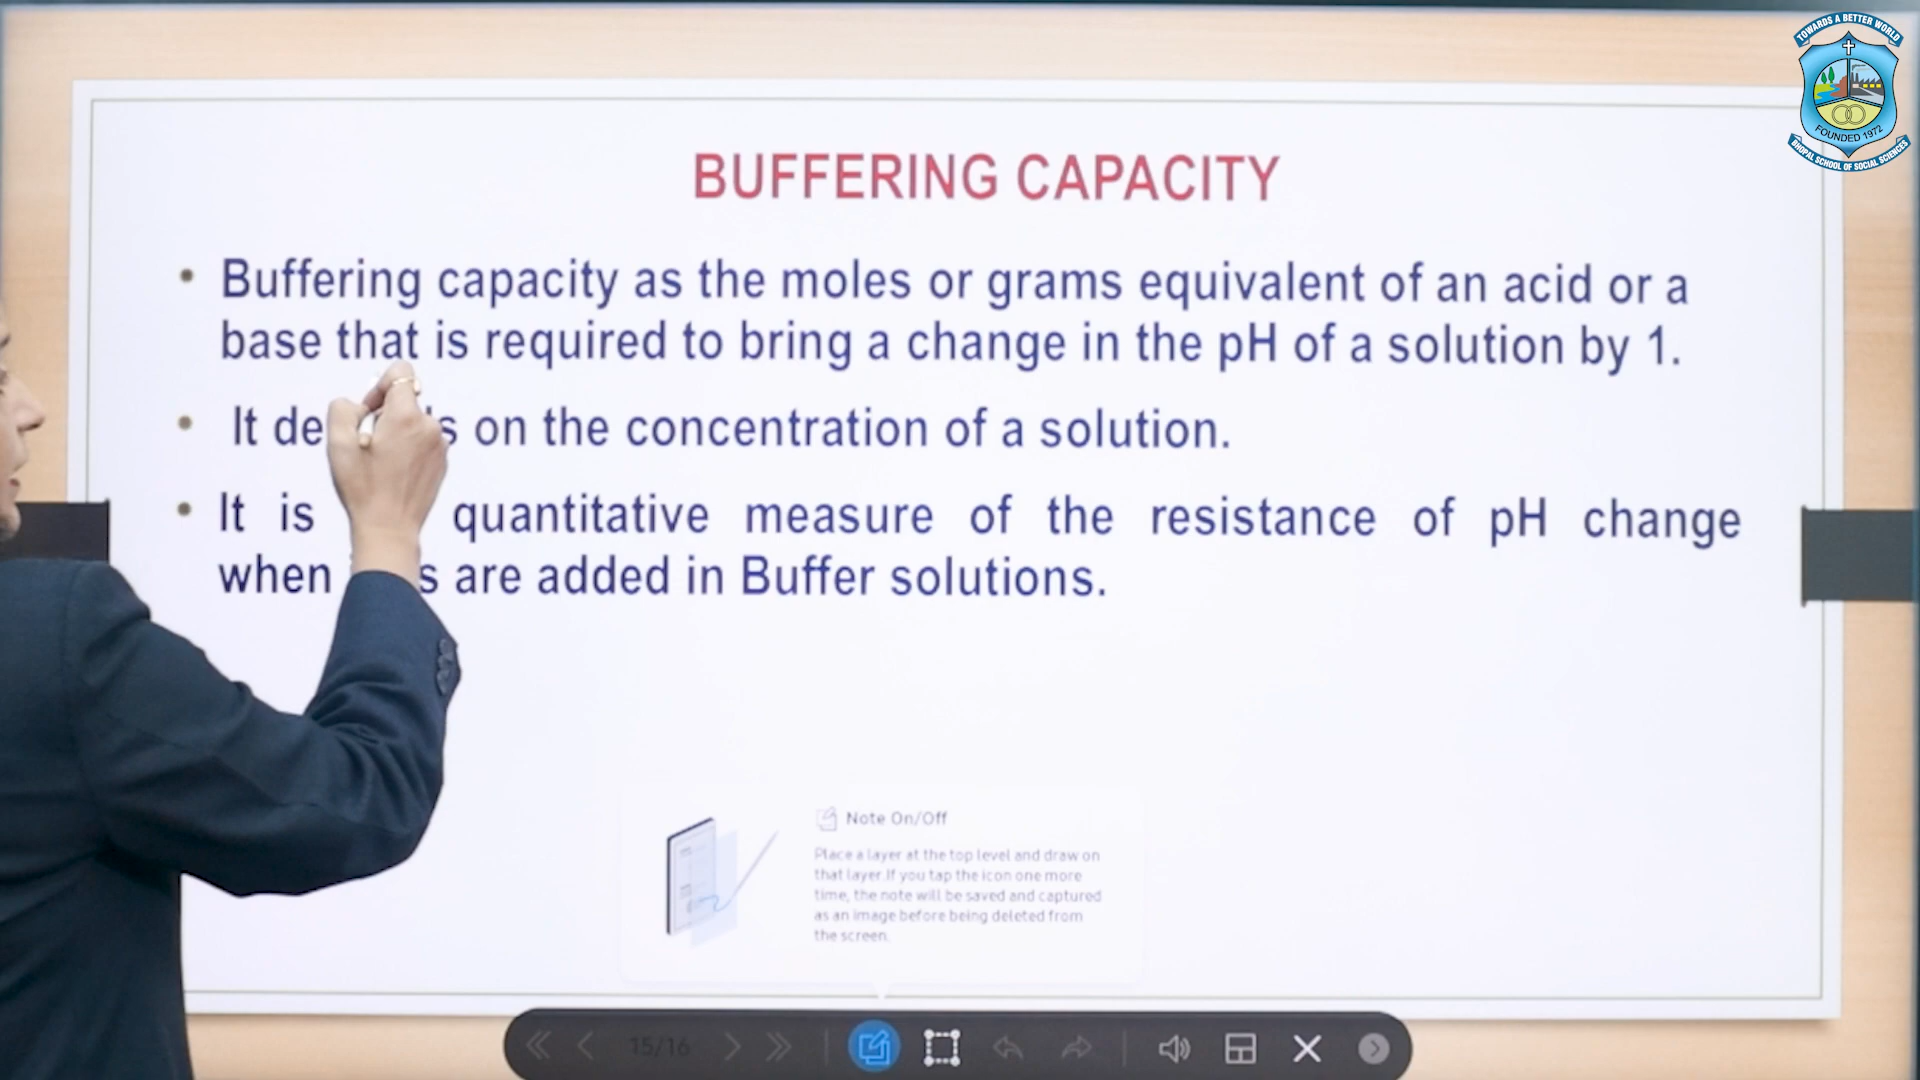 TOWARDS A BETTER WORLD
FOUNDED 1972
BHOPAL SCHOOL OF SOCIAL SCIENCES
BUFFERING CAPACITY
• Buffering capacity as the moles or grams equivalent of an acid or a
base that is required to bring a change in the pH of a solution by 1.
• It de s on the concentration of a solution.
• It is quantitative measure of the resistance of pH change
when s are added in Buffer solutions.
Note On/Off
Place a layer at the top level and draw on
that layer.If you tap the icon one more
time, the note will be saved and captured
as an image before being deleted from
the screen.
15/16